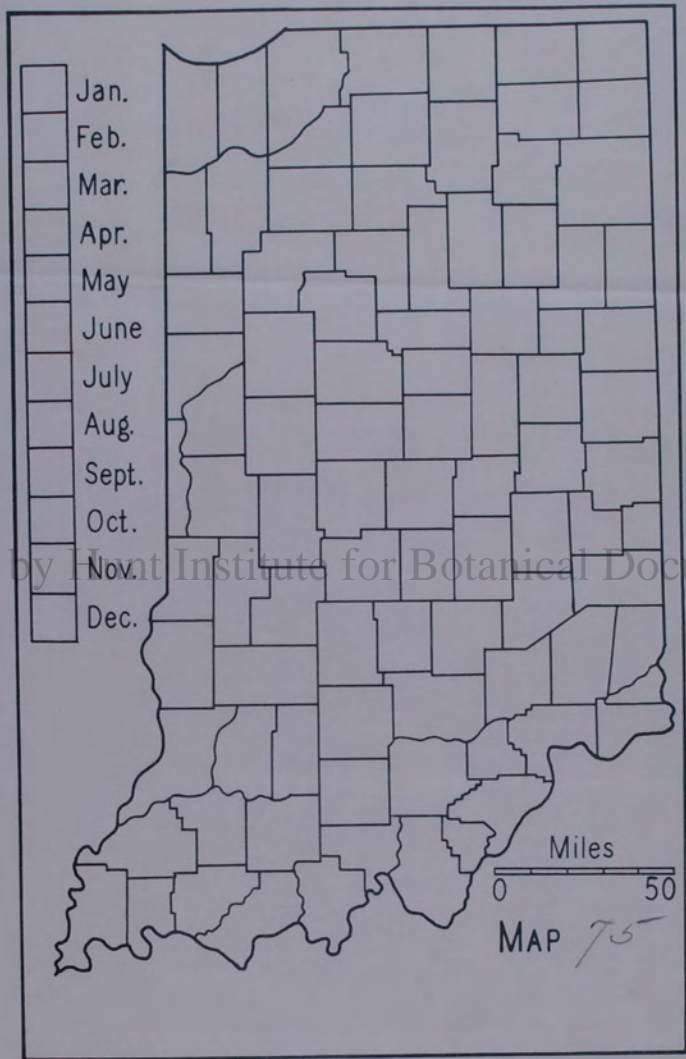 Jan.
Feb.
Mar.
Apr.
May
June
July
Aug.
Sept.
Oct.
by Hunt Institute for Botanical Docu
Nov.
Dec.
Miles
0 50
MAP 75